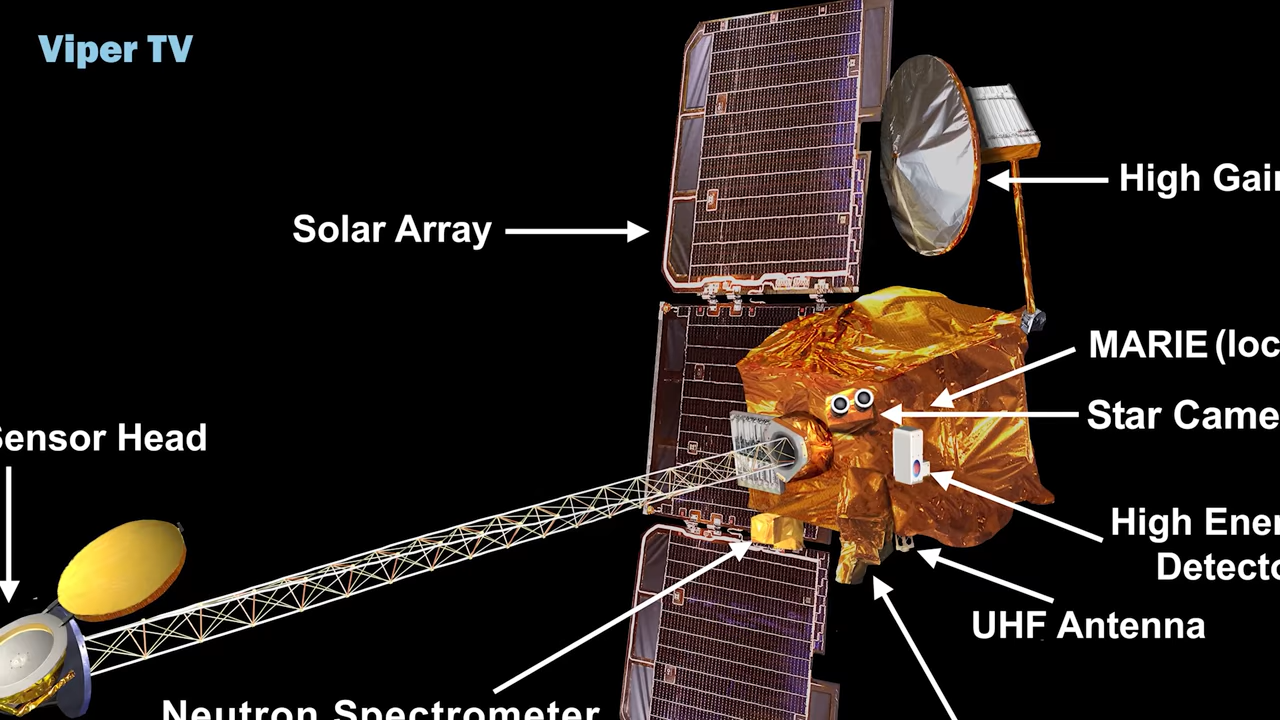 Viper TV
High Gai
Solar Array
MARIE (loc
Star Came
Sensor Head
High Ener
Detecto
UHF Antenna
Neutron Spectrometer